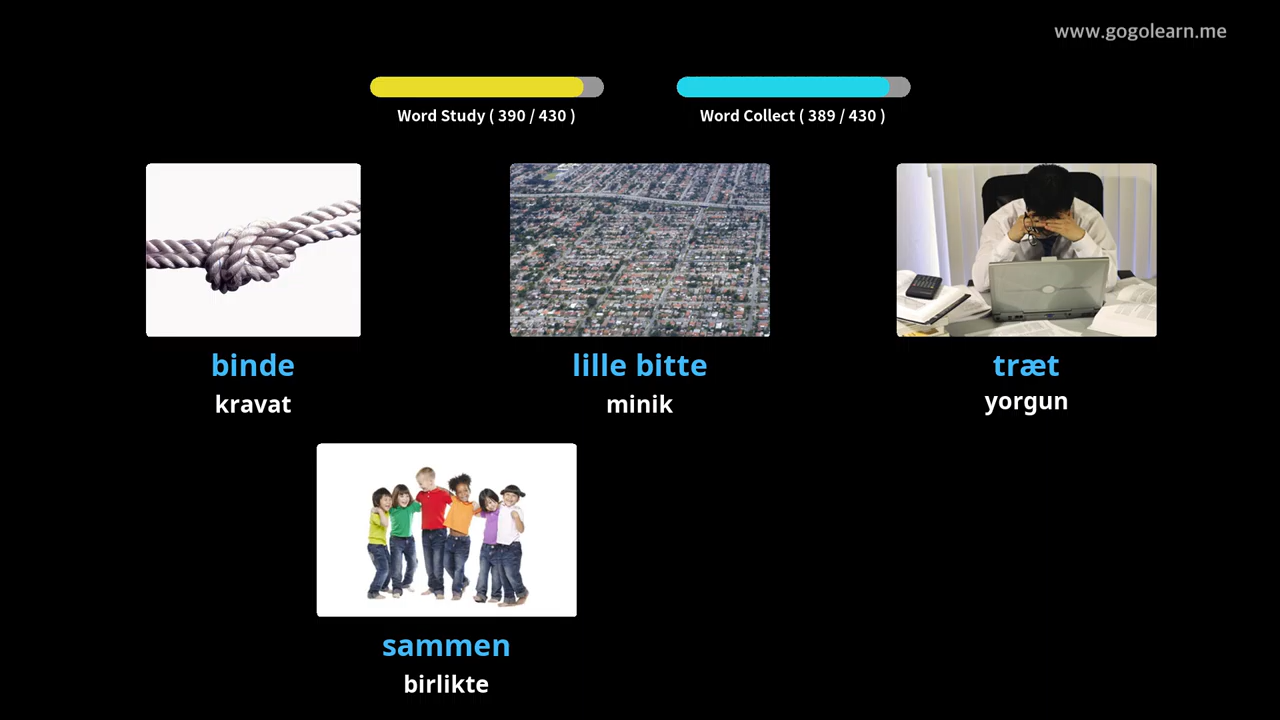 www.gogolearn.me
Word Study ( 390 / 430 )
Word Collect ( 389 / 430 )
binde
kravat
lille bitte
minik
træt
yorgun
sammen
birlikte